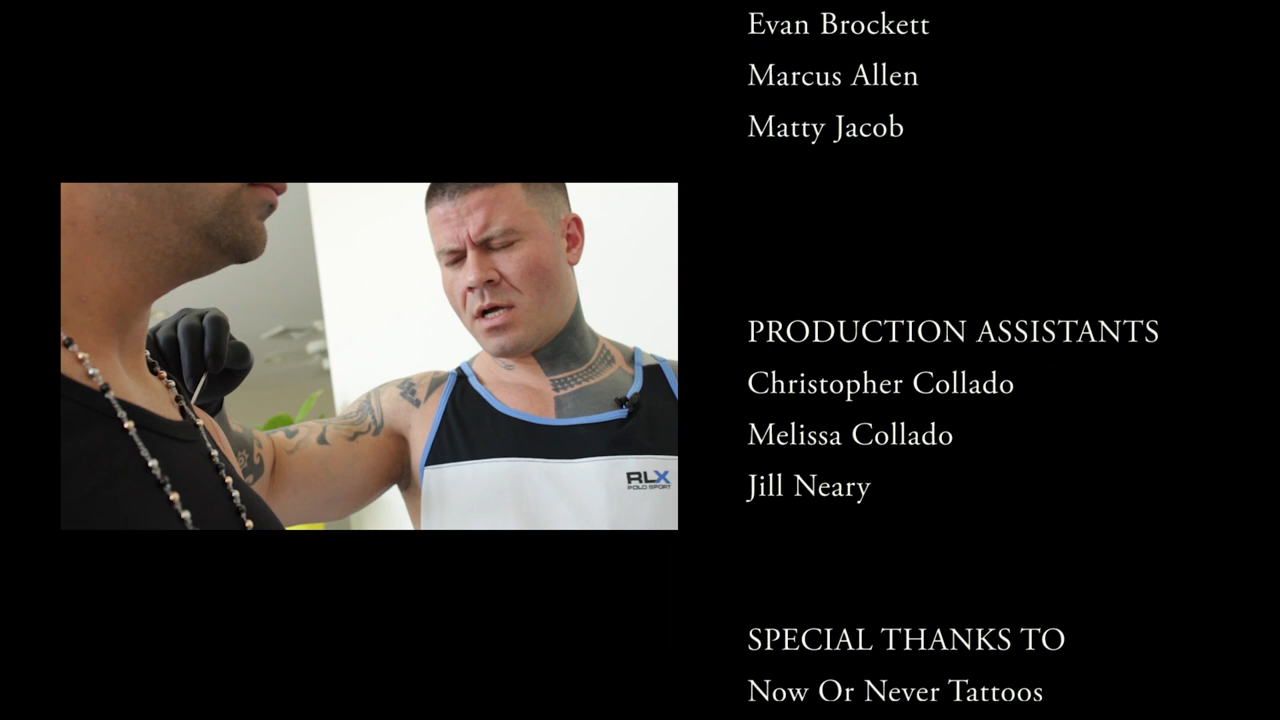 Evan Brockett
Marcus Allen
Matty Jacob
RLX
POLO SPORT
PRODUCTION ASSISTANTS
Christopher Collado
Melissa Collado
Jill Neary
SPECIAL THANKS TO
Now Or Never Tattoos